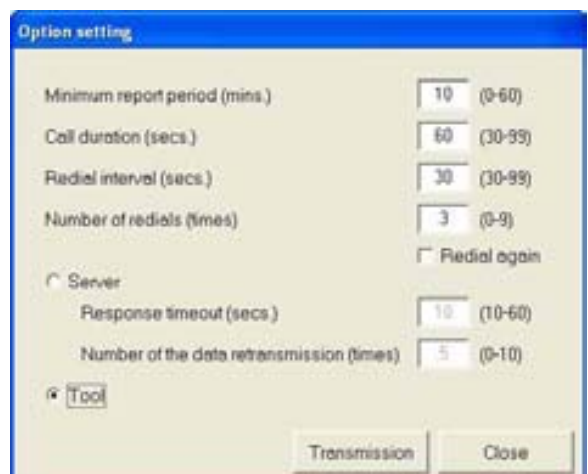 Option setting
Minimum report period (mins.) 10 (0-60)
Call duration (secs.) 60 (30-99)
Redial interval (secs.) 30 (30-99)
Number of redials (times) 3 (0-9)
Redial again
Server
Response timeout (secs.) 10 (10-60)
Number of the data retransmission (times) 5 (0-10)
Tool
Transmission Close